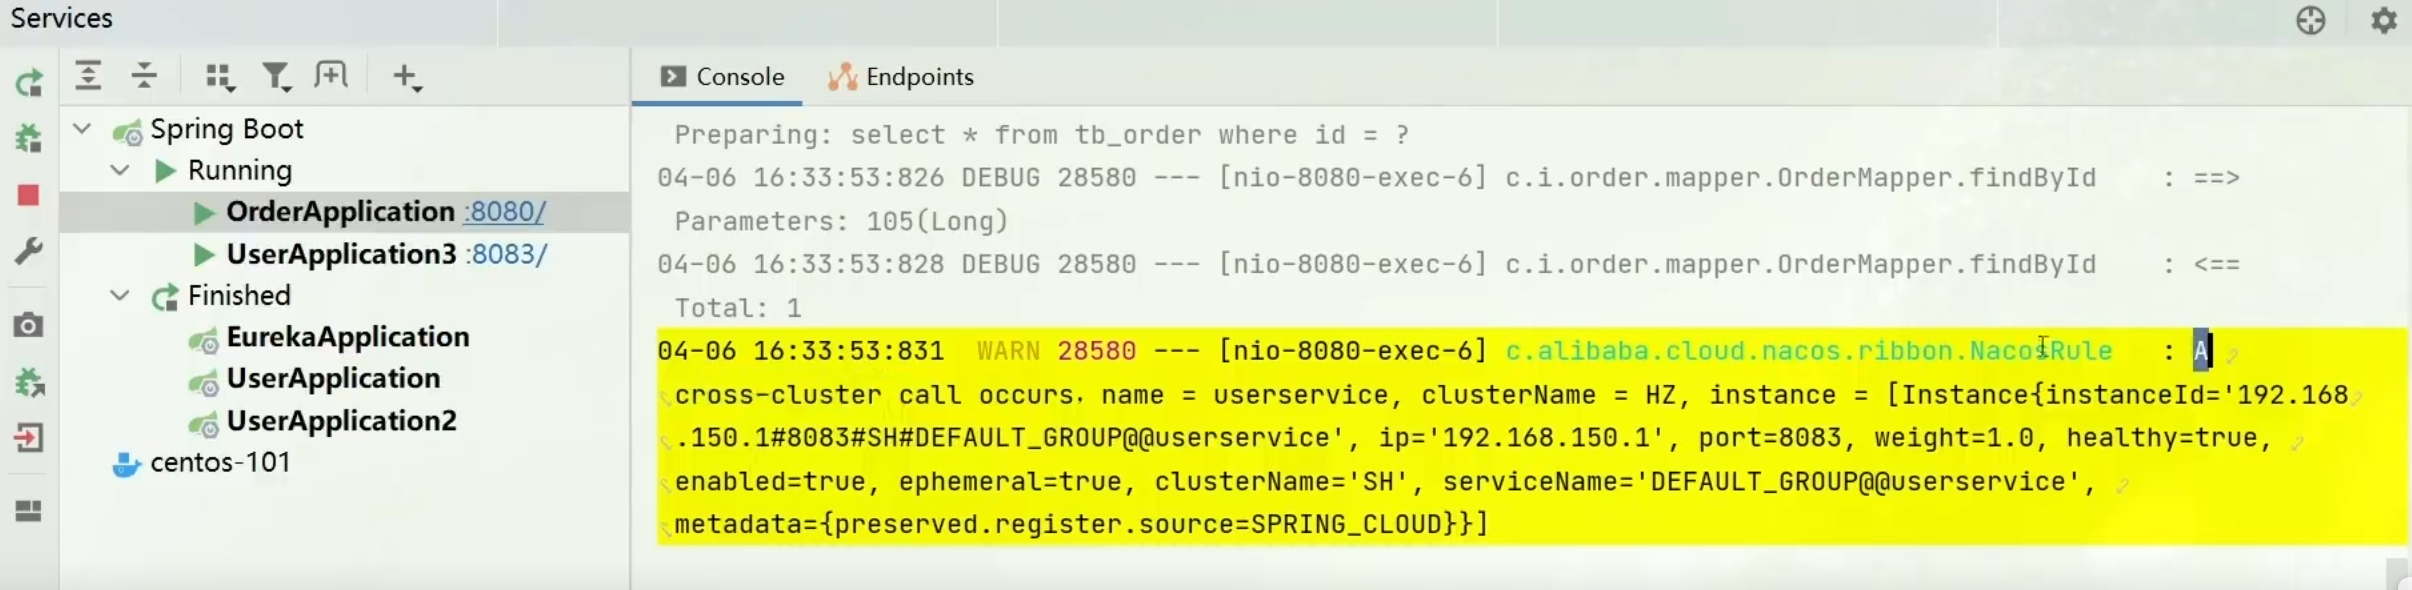 Services
Console
Endpoints
Spring Boot
Running
OrderApplication :8080/
UserApplication3 :8083/
Finished
EurekaApplication
UserApplication
UserApplication2
centos-101
Preparing: select * from tb_order where id = ?
04-06 16:33:53:826 DEBUG 28580 --- [nio-8080-exec-6] c.i.order.mapper.OrderMapper.findById : ==>
Parameters: 105(Long)
04-06 16:33:53:828 DEBUG 28580 --- [nio-8080-exec-6] c.i.order.mapper.OrderMapper.findById : <==
Total: 1
04-06 16:33:53:831 WARN 28580 --- [nio-8080-exec-6] c.alibaba.cloud.nacos.ribbon.NacosRule : A
cross-cluster call occurs, name = userservice, clusterName = HZ, instance = [Instance{instanceId='192.168
.150.1#8083#SH#DEFAULT_GROUP@@userservice', ip='192.168.150.1', port=8083, weight=1.0, healthy=true,
enabled=true, ephemeral=true, clusterName='SH', serviceName='DEFAULT_GROUP@@userservice',
metadata={preserved.register.source=SPRING_CLOUD}}]